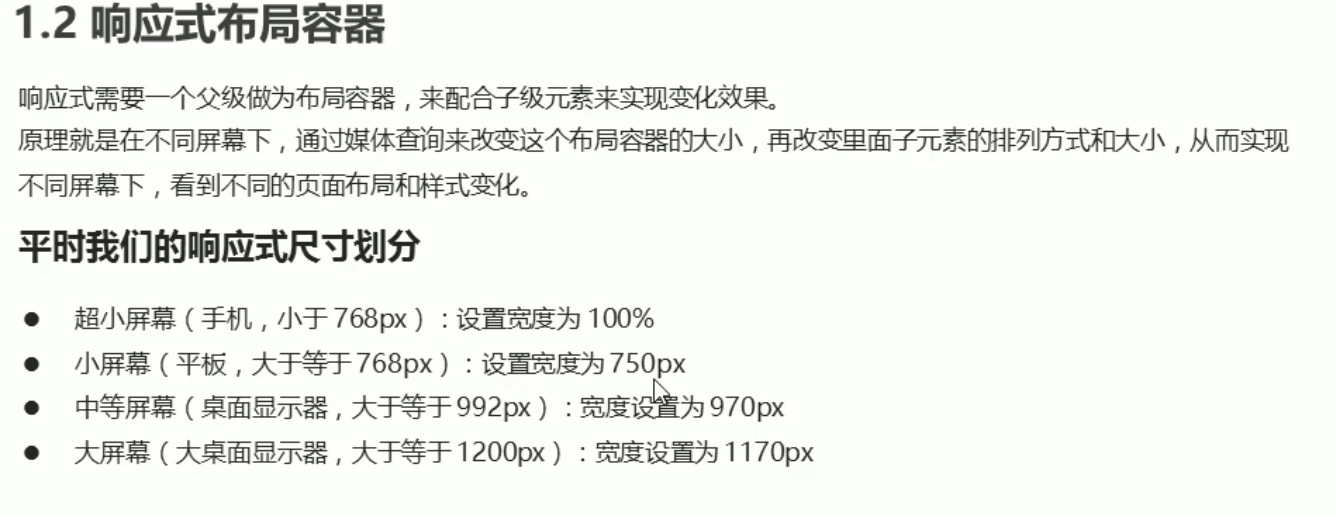 1.2 响应式布局容器
响应式需要一个父级做为布局容器，来配合子级元素来实现变化效果。
原理就是在不同屏幕下，通过媒体查询来改变这个布局容器的大小，再改变里面子元素的排列方式和大小，从而实现
不同屏幕下，看到不同的页面布局和样式变化。
平时我们的响应式尺寸划分
● 超小屏幕（手机，小于 768px）：设置宽度为 100%
● 小屏幕（平板，大于等于 768px）：设置宽度为 750px
● 中等屏幕（桌面显示器，大于等于 992px）：宽度设置为 970px
● 大屏幕（大桌面显示器，大于等于 1200px）：宽度设置为 1170px